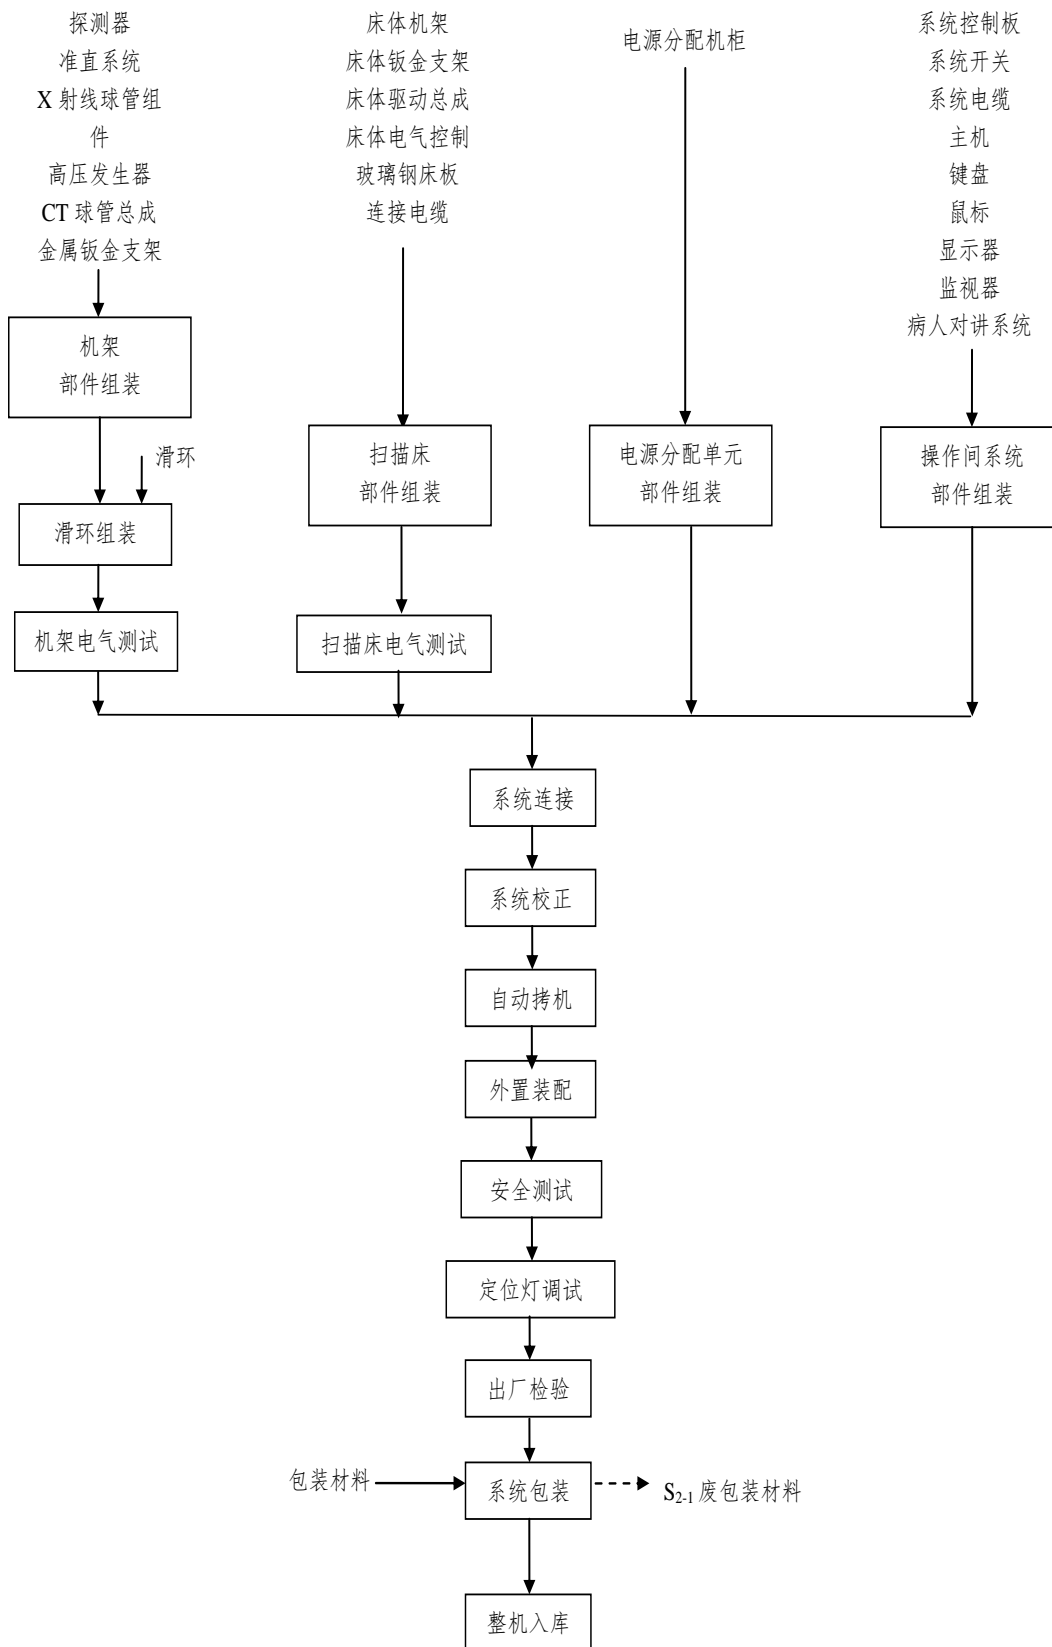 探测器
准直系统
X 射线球管组
件
高压发生器
CT 球管总成
金属钣金支架
机架
部件组装
滑环
滑环组装
机架电气测试
床体机架
床体钣金支架
床体驱动总成
床体电气控制
玻璃钢床板
连接电缆
扫描床
部件组装
扫描床电气测试
电源分配机柜
电源分配单元
部件组装
系统控制板
系统开关
系统电缆
主机
键盘
鼠标
显示器
监视器
病人对讲系统
操作间系统
部件组装
系统连接
系统校正
自动拷机
外置装配
安全测试
定位灯调试
出厂检验
包装材料
系统包装
S2-1 废包装材料
整机入库